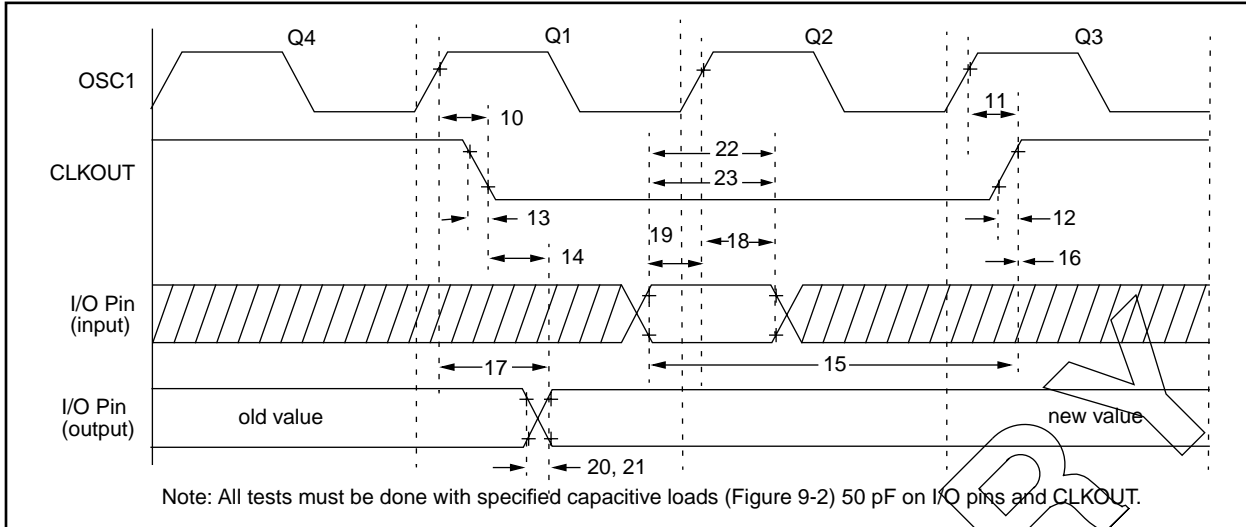 Q4 Q1 Q2 Q3
OSC1
10
11
CLKOUT
22
23
13
12
19
18
14
16
I/O Pin
(input)
17
15
I/O Pin
(output)
old value
new value
20, 21
Note: All tests must be done with specified capacitive loads (Figure 9-2) 50 pF on I/O pins and CLKOUT.
R Y